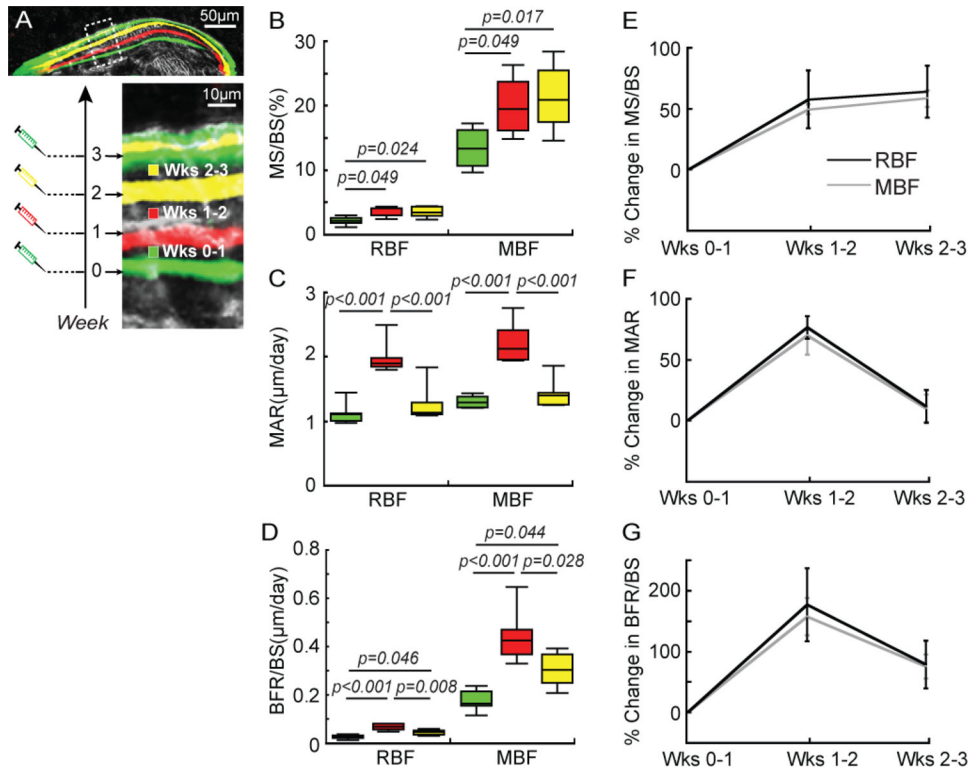 A
50µm
10µm
3
2
1
0
Week
Wks 2-3
Wks 1-2
Wks 0-1
B
MS/BS(%)
30
20
10
0
p=0.017
p=0.049
p=0.024
p=0.049
RBF
MBF
C
MAR(µm/day)
3
2
1
0
p<0.001
p<0.001
p<0.001
p<0.001
RBF
MBF
D
BFR/BS(µm/day)
0.8
0.6
0.4
0.2
0
p=0.044
p<0.001
p=0.028
p=0.046
p<0.001
p=0.008
RBF
MBF
E
% Change in MS/BS
100
50
0
RBF
MBF
Wks 0-1
Wks 1-2
Wks 2-3
F
% Change in MAR
100
50
0
Wks 0-1
Wks 1-2
Wks 2-3
G
% Change in BFR/BS
200
100
0
Wks 0-1
Wks 1-2
Wks 2-3